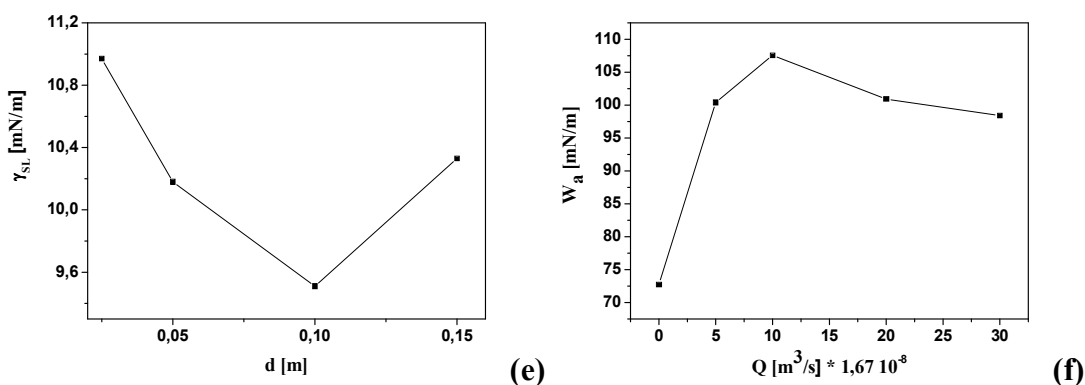 11,2
10,8
10,4
10,0
9,6
γSL [mN/m]
0,05 0,10 0,15
d [m]
(e)
110
105
100
95
90
85
80
75
70
Wa [mN/m]
0 5 10 15 20 25 30
Q [m³/s] * 1,67 10⁻⁸
(f)